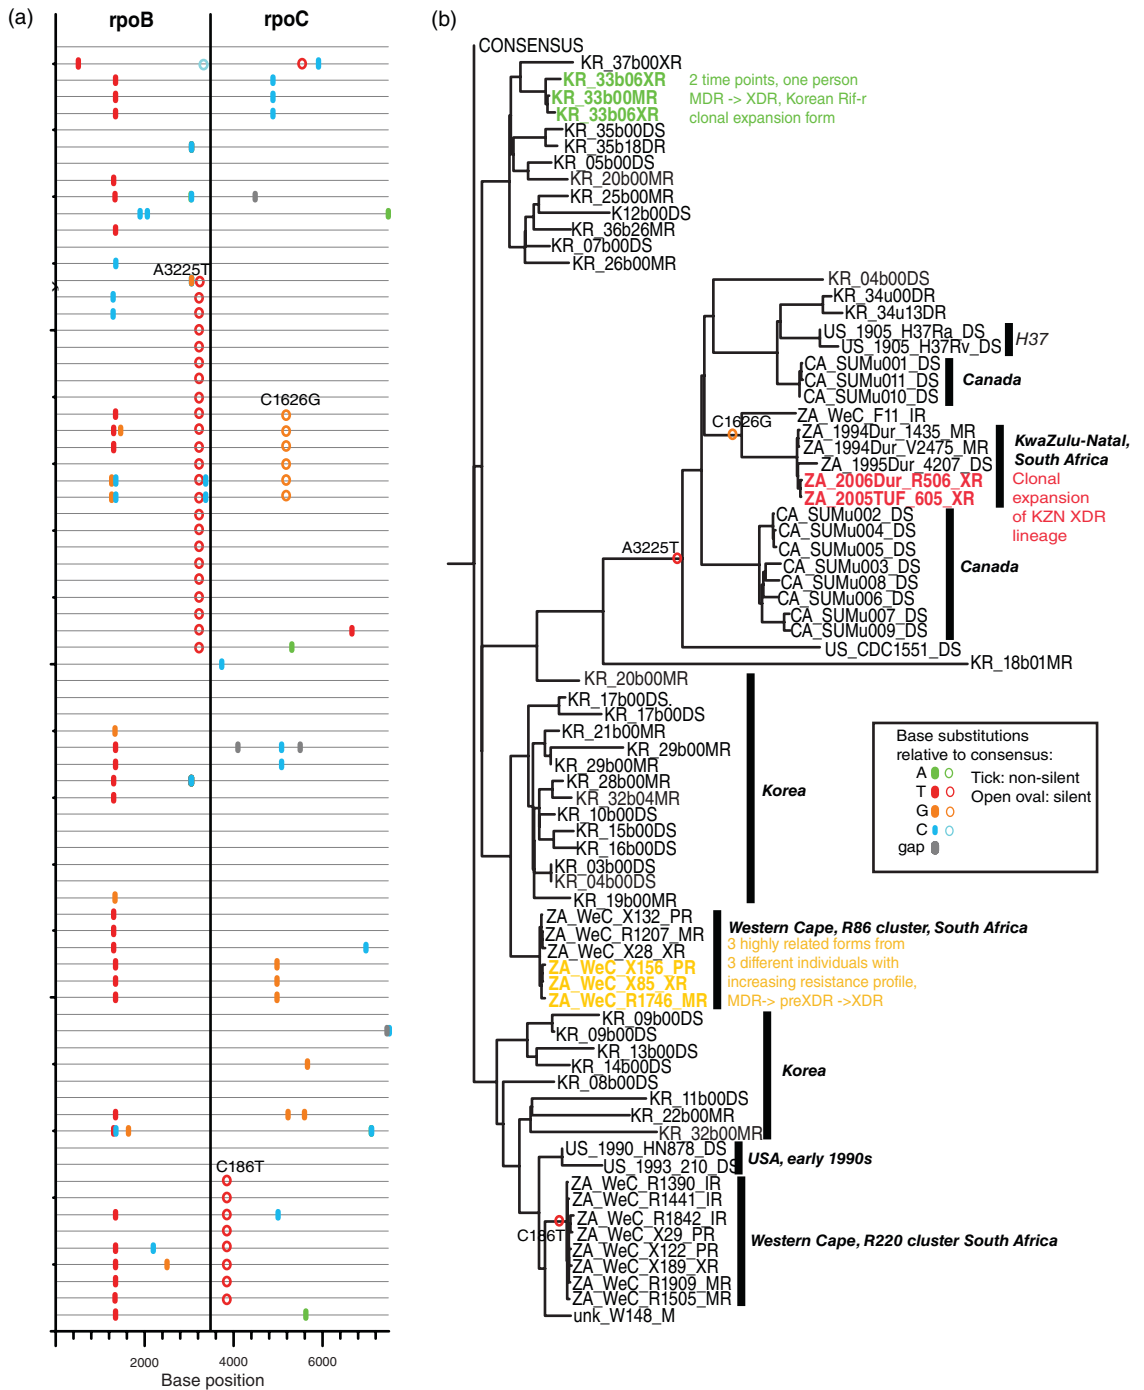 (a)
rpoB
rpoC
A3225T
C1626G
C186T
2000
4000
6000
Base position
(b)
CONSENSUS
KR_37b00XR
KR_33b06XR
KR_33b00MR
KR_33b06XR
2 time points, one person
MDR -> XDR, Korean Rif-r
clonal expansion form
KR_35b00DS
KR_35b18DR
KR_05b00DS
KR_20b00MR
KR_25b00MR
K12b00DS
KR_36b26MR
KR_07b00DS
KR_26b00MR
KR_04b00DS
KR_34u00DR
KR_34u13DR
US_1905_H37Ra_DS
US_1905_H37Rv_DS
H37
CA_SUMu001_DS
CA_SUMu011_DS
CA_SUMu010_DS
Canada
C1626G
ZA_WeC_F11_IR
ZA_1994Dur_1435_MR
ZA_1994Dur_V2475_MR
ZA_1995Dur_4207_DS
ZA_2006Dur_R506_XR
ZA_2005TUF_605_XR
KwaZulu-Natal,
South Africa
Clonal
expansion
of KZN XDR
lineage
A3225T
CA_SUMu002_DS
CA_SUMu004_DS
CA_SUMu005_DS
CA_SUMu003_DS
CA_SUMu008_DS
CA_SUMu006_DS
CA_SUMu007_DS
CA_SUMu009_DS
Canada
US_CDC1551_DS
KR_18b01MR
KR_20b00MR
KR_17b00DS.
KR_17b00DS
KR_21b00MR
KR_29b00MR
KR_29b00MR
KR_28b00MR
KR_32b04MR
KR_10b00DS
KR_15b00DS
KR_16b00DS
KR_03b00DS
KR_04b00DS
KR_19b00MR
Korea
Base substitutions
relative to consensus:
A
T
G
C
gap
Tick: non-silent
Open oval: silent
ZA_WeC_X132_PR
ZA_WeC_R1207_MR
ZA_WeC_X28_XR
ZA_WeC_X156_PR
ZA_WeC_X85_XR
ZA_WeC_R1746_MR
Western Cape, R86 cluster, South Africa
3 highly related forms from
3 different individuals with
increasing resistance profile,
MDR-> preXDR ->XDR
KR_09b00DS
KR_09b00DS
KR_13b00DS
KR_14b00DS
KR_08b00DS
KR_11b00DS
KR_22b00MR
KR_32b00MR
Korea
US_1990_HN878_DS
US_1993_210_DS
USA, early 1990s
C186T
ZA_WeC_R1390_IR
ZA_WeC_R1441_IR
ZA_WeC_R1842_IR
ZA_WeC_X29_PR
ZA_WeC_X122_PR
ZA_WeC_X189_XR
ZA_WeC_R1909_MR
ZA_WeC_R1505_MR
Western Cape, R220 cluster South Africa
unk_W148_M